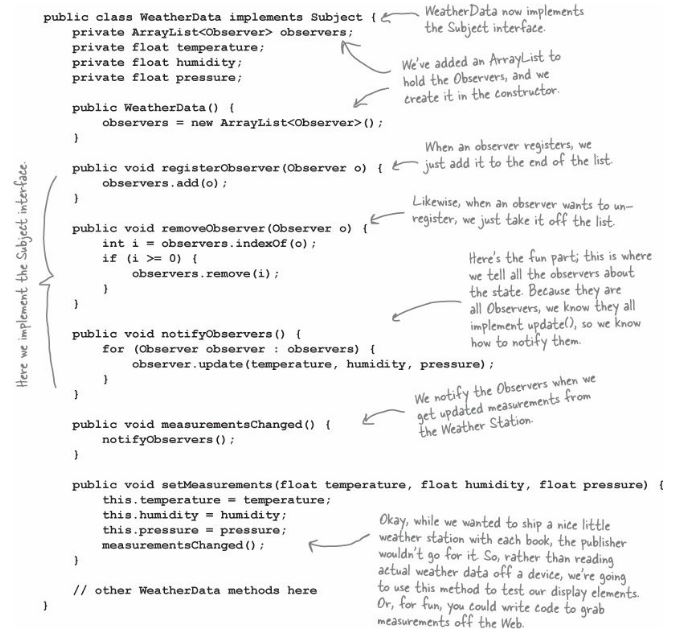 public class WeatherData implements Subject {
    private ArrayList<Observer> observers;
    private float temperature;
    private float humidity;
    private float pressure;

    public WeatherData() {
        observers = new ArrayList<Observer>();
    }

    public void registerObserver(Observer o) {
        observers.add(o);
    }

    public void removeObserver(Observer o) {
        int i = observers.indexOf(o);
        if (i >= 0) {
            observers.remove(i);
        }
    }

    public void notifyObservers() {
        for (Observer observer : observers) {
            observer.update(temperature, humidity, pressure);
        }
    }

    public void measurementsChanged() {
        notifyObservers();
    }

    public void setMeasurements(float temperature, float humidity, float pressure) {
        this.temperature = temperature;
        this.humidity = humidity;
        this.pressure = pressure;
        measurementsChanged();
    }

    // other WeatherData methods here
}
WeatherData now implements
the Subject interface.
We've added an ArrayList to
hold the Observers, and we
create it in the constructor.
When an observer registers, we
just add it to the end of the list.
Likewise, when an observer wants to un-
register, we just take it off the list.
Here's the fun part; this is where
we tell all the observers about
the state. Because they are
all Observers, we know they all
implement update(), so we know
how to notify them.
We notify the Observers when we
get updated measurements from
the Weather Station.
Okay, while we wanted to ship a nice little
weather station with each book, the publisher
wouldn't go for it. So, rather than reading
actual weather data off a device, we're going
to use this method to test our display elements.
Or, for fun, you could write code to grab
measurements off the Web.
Here we implement the Subject interface.